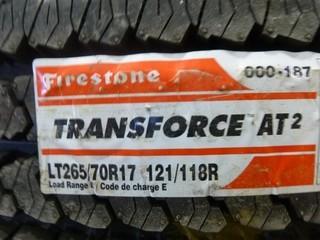 Firestone 000-187
TRANSFORCE AT2
LT265/70R17 121/118R
Load Range E / Code de charge E